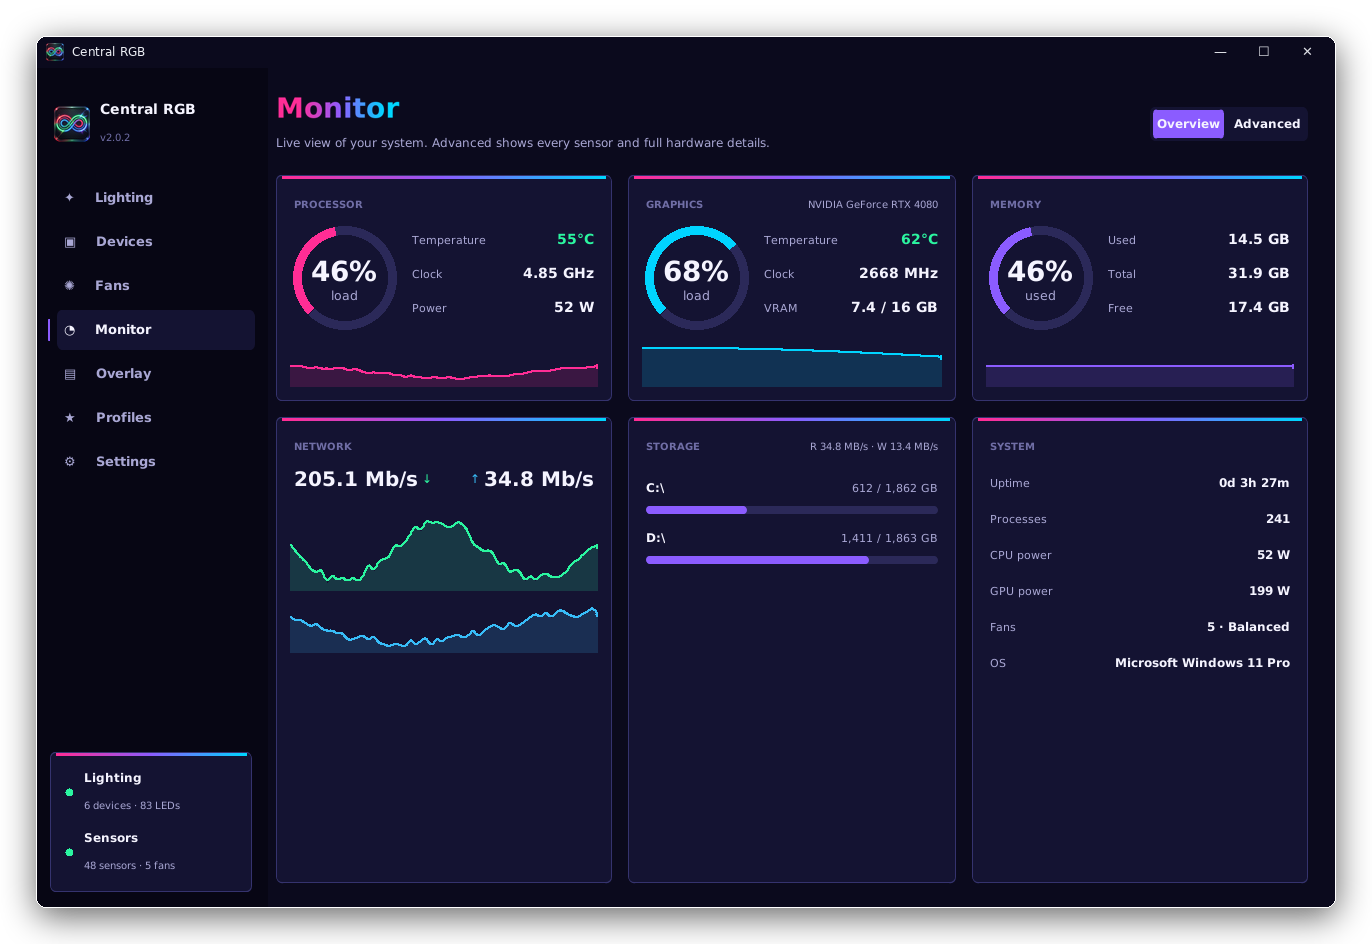 Central RGB
Central RGB
v2.0.2
Lighting
Devices
Fans
Monitor
Overlay
Profiles
Settings
Lighting
6 devices · 83 LEDs
Sensors
48 sensors · 5 fans
Monitor
Live view of your system. Advanced shows every sensor and full hardware details.
Overview Advanced
PROCESSOR
46%
load
Temperature 55°C
Clock 4.85 GHz
Power 52 W
GRAPHICS NVIDIA GeForce RTX 4080
68%
load
Temperature 62°C
Clock 2668 MHz
VRAM 7.4 / 16 GB
MEMORY
46%
used
Used 14.5 GB
Total 31.9 GB
Free 17.4 GB
NETWORK
205.1 Mb/s ↓ ↑ 34.8 Mb/s
STORAGE R 34.8 MB/s · W 13.4 MB/s
C:\ 612 / 1,862 GB
D:\ 1,411 / 1,863 GB
SYSTEM
Uptime 0d 3h 27m
Processes 241
CPU power 52 W
GPU power 199 W
Fans 5 · Balanced
OS Microsoft Windows 11 Pro